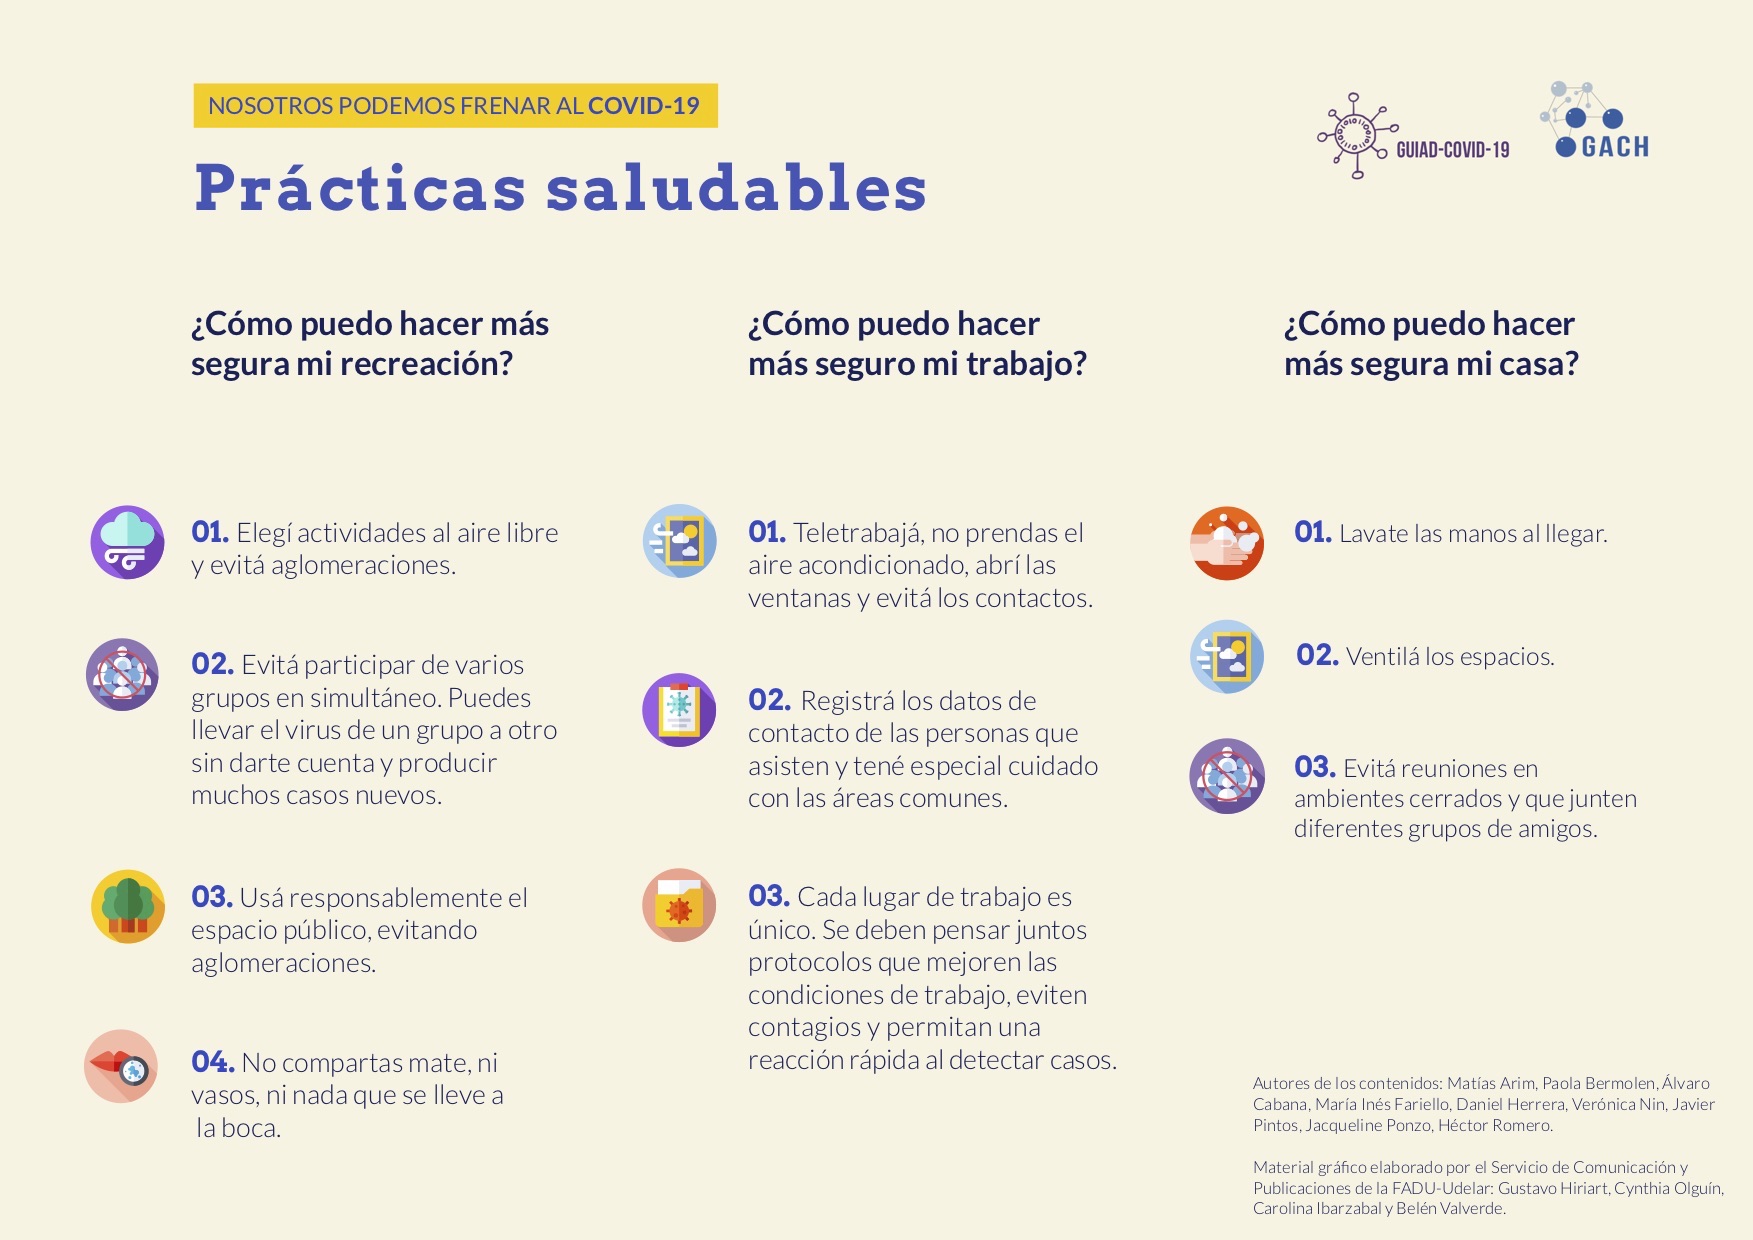 NOSOTROS PODEMOS FRENAR AL COVID-19
Prácticas saludables
GUIAD-COVID-19
GACH
¿Cómo puedo hacer más
segura mi recreación?
01. Elegí actividades al aire libre
y evitá aglomeraciones.
02. Evitá participar de varios
grupos en simultáneo. Puedes
llevar el virus de un grupo a otro
sin darte cuenta y producir
muchos casos nuevos.
03. Usá responsablemente el
espacio público, evitando
aglomeraciones.
04. No compartas mate, ni
vasos, ni nada que se lleve a
la boca.
¿Cómo puedo hacer
más seguro mi trabajo?
01. Teletrabajá, no prendas el
aire acondicionado, abrí las
ventanas y evitá los contactos.
02. Registrá los datos de
contacto de las personas que
asisten y tené especial cuidado
con las áreas comunes.
03. Cada lugar de trabajo es
único. Se deben pensar juntos
protocolos que mejoren las
condiciones de trabajo, eviten
contagios y permitan una
reacción rápida al detectar casos.
¿Cómo puedo hacer
más segura mi casa?
01. Lavate las manos al llegar.
02. Ventilá los espacios.
03. Evitá reuniones en
ambientes cerrados y que junten
diferentes grupos de amigos.
Autores de los contenidos: Matías Arim, Paola Bermolen, Álvaro
Cabana, María Inés Fariello, Daniel Herrera, Verónica Nin, Javier
Pintos, Jacqueline Ponzo, Héctor Romero.
Material gráfico elaborado por el Servicio de Comunicación y
Publicaciones de la FADU-Udelar: Gustavo Hiriart, Cynthia Olguín,
Carolina Ibarzabal y Belén Valverde.